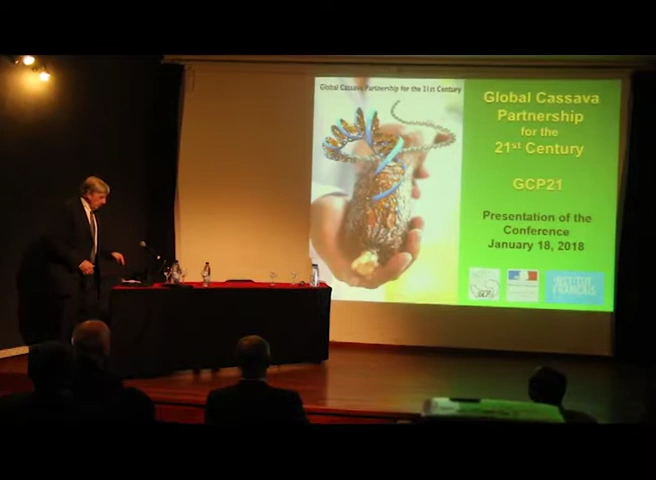 Global Cassava Partnership for the 21st Century
Global Cassava
Partnership
for the
21st Century
GCP21
Presentation of the
Conference
January 18, 2018
INSTITUT
FRANÇAIS